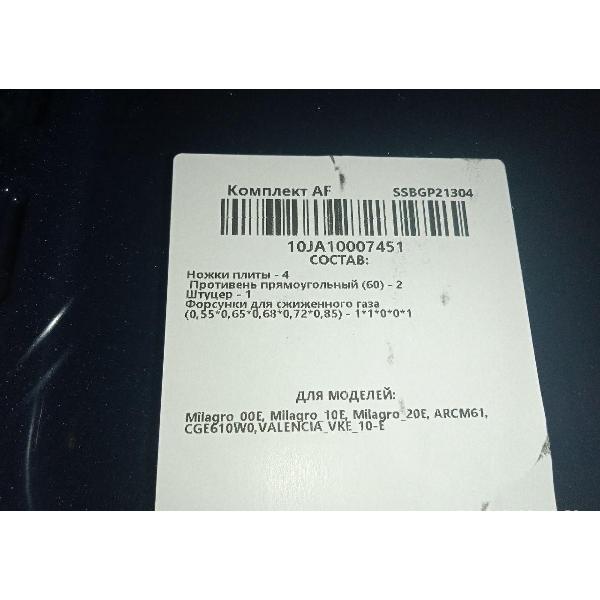 Комплект AF SSBGP21304
10JA10007451
СОСТАВ:
Ножки плиты - 4
Противень прямоугольный (60) - 2
Штуцер - 1
Форсунки для сжиженного газа
(0,55*0,65*0,68*0,72*0,85) - 1*1*0*0*1
ДЛЯ МОДЕЛЕЙ:
Milagro_00E, Milagro_10E, Milagro_20E, ARCM61,
CGE610W0,VALENCIA_VKE_10-E